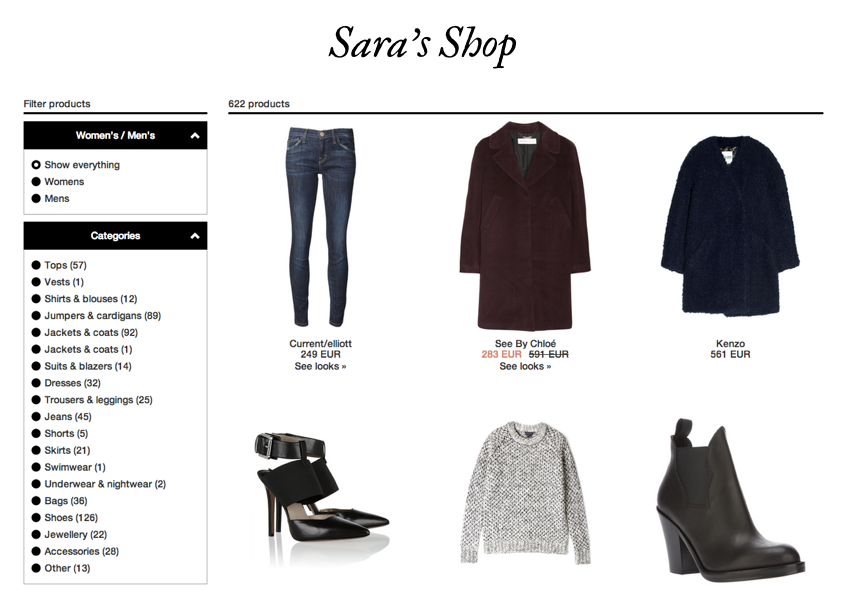 Sara's Shop
Filter products
622 products
Women's / Men's
Show everything
Womens
Mens
Categories
Tops (57)
Vests (1)
Shirts & blouses (12)
Jumpers & cardigans (89)
Jackets & coats (92)
Jackets & coats (1)
Suits & blazers (14)
Dresses (32)
Trousers & leggings (25)
Jeans (45)
Shorts (5)
Skirts (21)
Swimwear (1)
Underwear & nightwear (2)
Bags (36)
Shoes (126)
Jewellery (22)
Accessories (28)
Other (13)
Current/elliott
249 EUR
See looks »
See By Chloé
283 EUR 591 EUR
See looks »
Kenzo
561 EUR